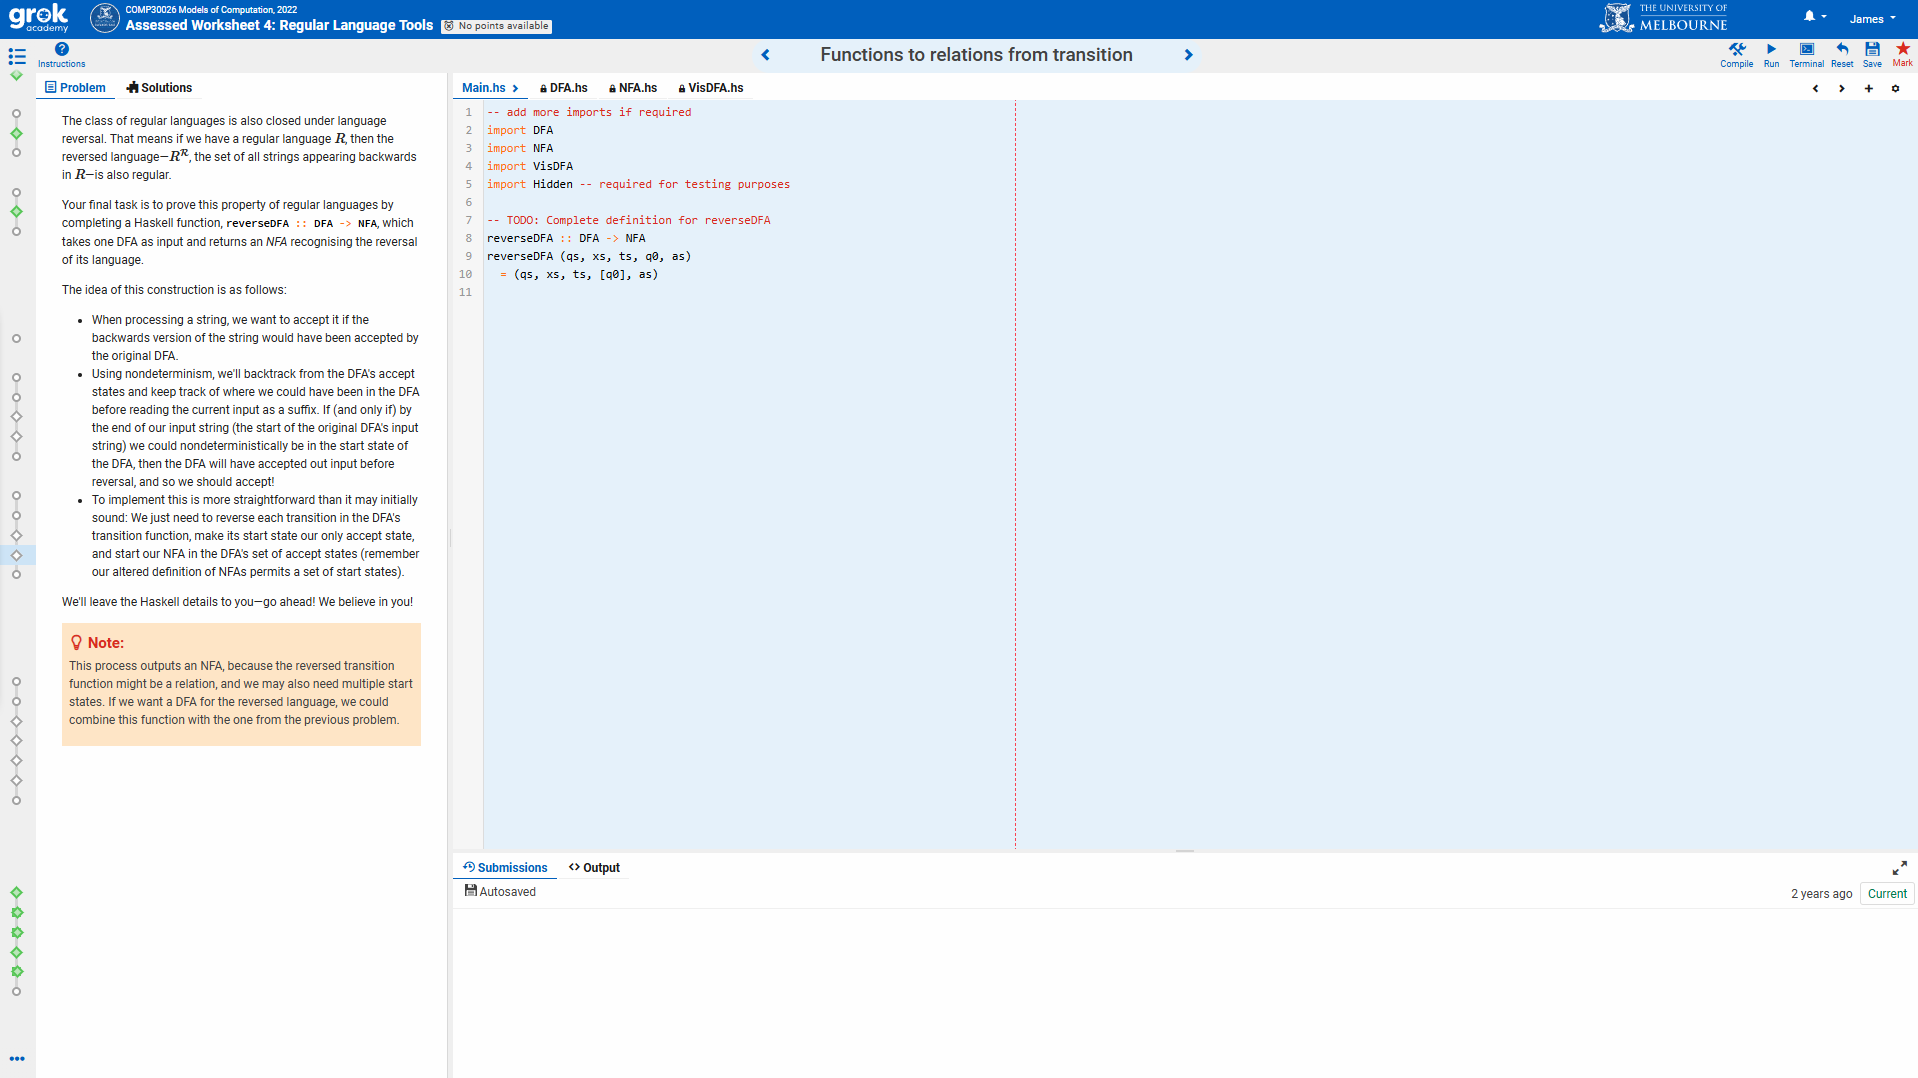 grok
academy
COMP30026 Models of Computation, 2022
Assessed Worksheet 4: Regular Language Tools
No points available
THE UNIVERSITY OF
MELBOURNE
James
Instructions
Functions to relations from transition
Compile
Run
Terminal
Reset
Save
Mark
Problem
Solutions
The class of regular languages is also closed under language
reversal. That means if we have a regular language R, then the
reversed language—R^R, the set of all strings appearing backwards
in R—is also regular.
Your final task is to prove this property of regular languages by
completing a Haskell function, reverseDFA :: DFA -> NFA, which
takes one DFA as input and returns an NFA recognising the reversal
of its language.
The idea of this construction is as follows:
• When processing a string, we want to accept it if the
backwards version of the string would have been accepted by
the original DFA.
• Using nondeterminism, we'll backtrack from the DFA's accept
states and keep track of where we could have been in the DFA
before reading the current input as a suffix. If (and only if) by
the end of our input string (the start of the original DFA's input
string) we could nondeterministically be in the start state of
the DFA, then the DFA will have accepted out input before
reversal, and so we should accept!
• To implement this is more straightforward than it may initially
sound: We just need to reverse each transition in the DFA's
transition function, make its start state our only accept state,
and start our NFA in the DFA's set of accept states (remember
our altered definition of NFAs permits a set of start states).
We'll leave the Haskell details to you—go ahead! We believe in you!
Note:
This process outputs an NFA, because the reversed transition
function might be a relation, and we may also need multiple start
states. If we want a DFA for the reversed language, we could
combine this function with the one from the previous problem.
Main.hs
DFA.hs
NFA.hs
VisDFA.hs
1 -- add more imports if required
2 import DFA
3 import NFA
4 import VisDFA
5 import Hidden -- required for testing purposes
6
7 -- TODO: Complete definition for reverseDFA
8 reverseDFA :: DFA -> NFA
9 reverseDFA (qs, xs, ts, q0, as)
10   = (qs, xs, ts, [q0], as)
11
Submissions
Output
Autosaved
2 years ago
Current